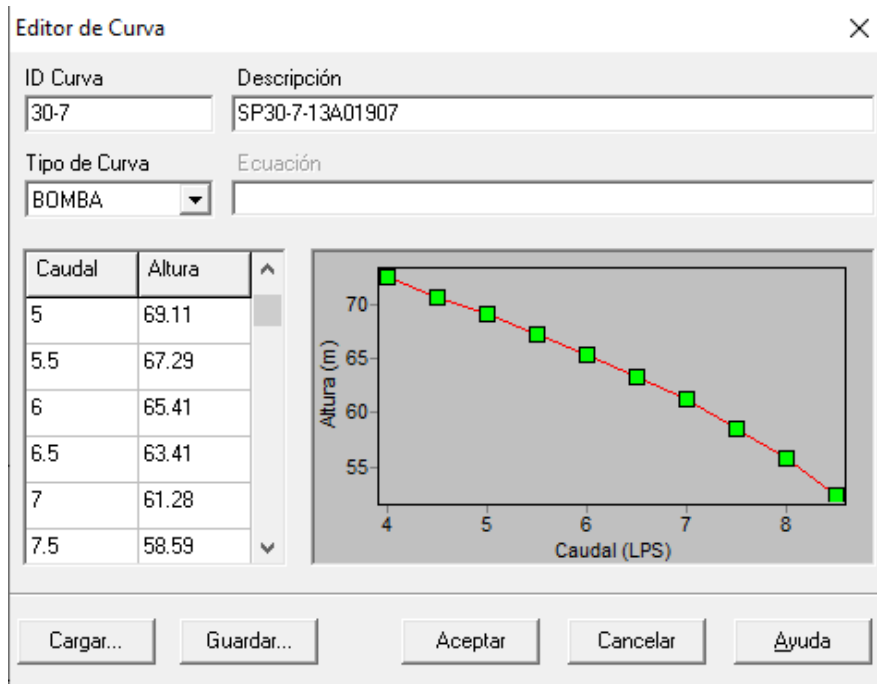 Editor de Curva
ID Curva Descripción
30-7 SP30-7-13A01907
Tipo de Curva Ecuación
BOMBA
Caudal Altura
5 69.11
5.5 67.29
6 65.41
6.5 63.41
7 61.28
7.5 58.59
Altura (m)
70
65
60
55
4 5 6 7 8
Caudal (LPS)
Cargar... Guardar... Aceptar Cancelar Ayuda